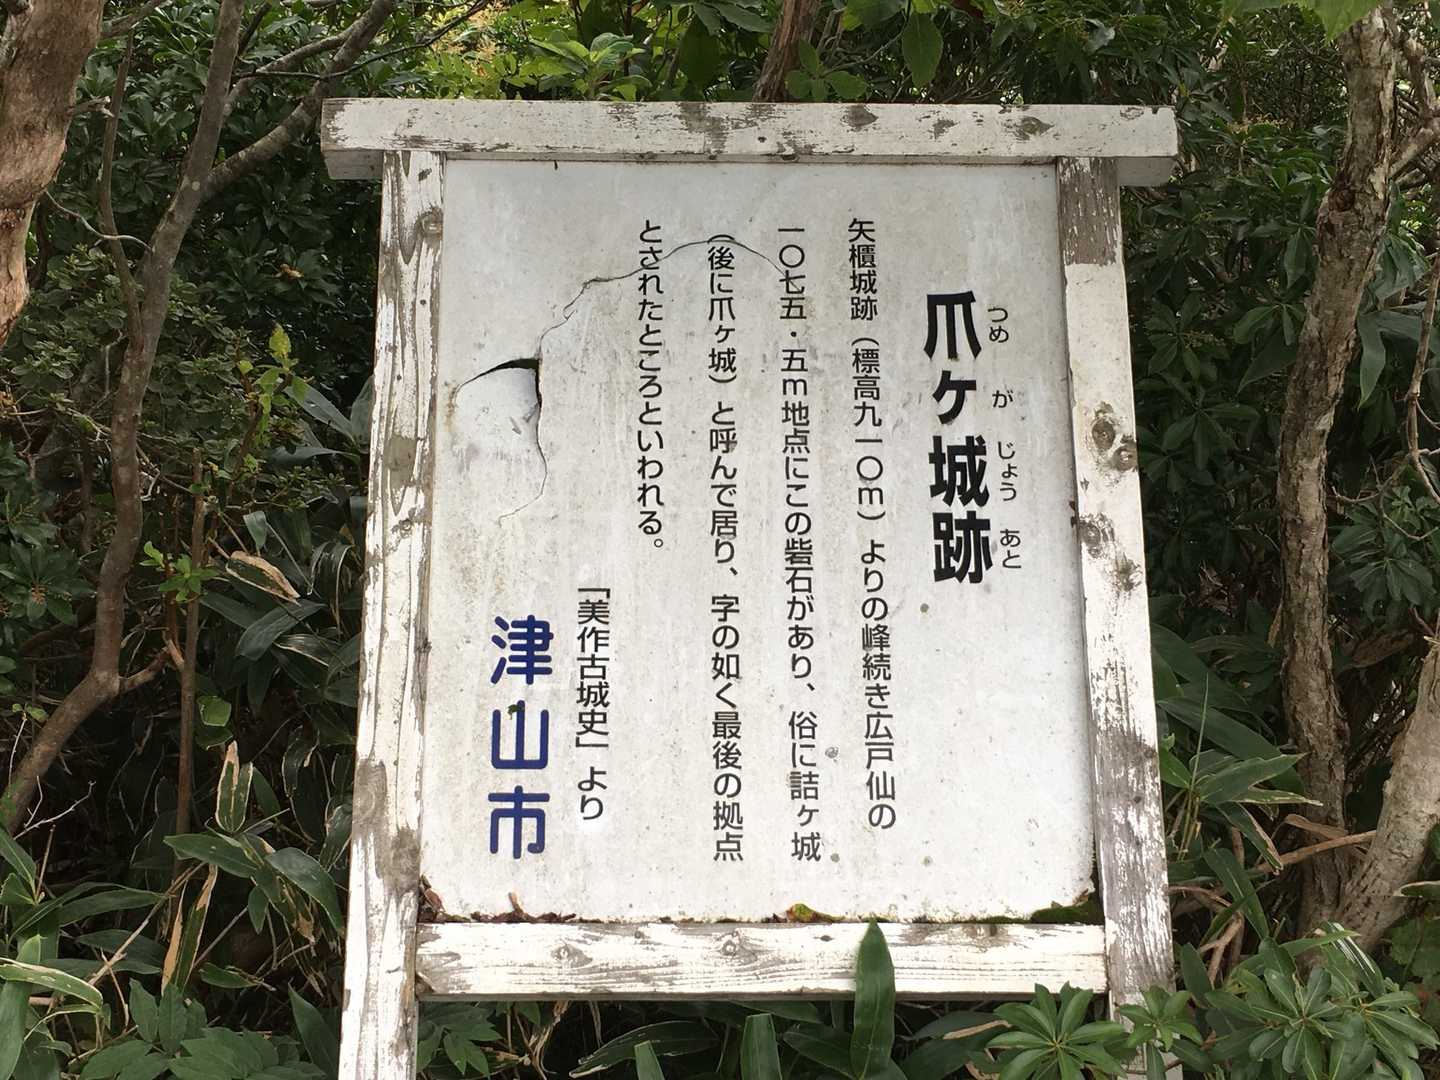 爪ヶ城跡
つめ が じょう あと
矢櫃城跡（標高九一〇ｍ）よりの峰続き広戸仙の
一〇七五・五ｍ地点にこの砦石があり、俗に詰ヶ城
（後に爪ヶ城）と呼んで居り、字の如く最後の拠点
とされたところといわれる。
「美作古城史」より
津山市